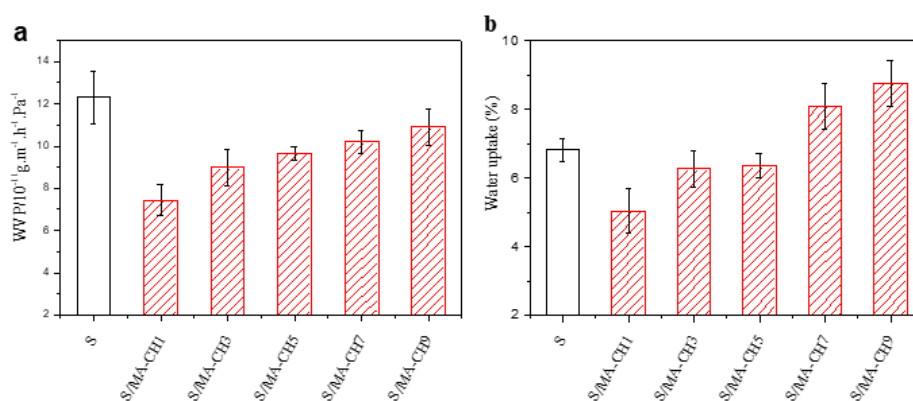 a
WVP/10⁻¹¹g.m⁻¹.h⁻¹.Pa⁻¹
14
12
10
8
6
4
2
S
S/MA-CH1
S/MA-CH3
S/MA-CH5
S/MA-CH7
S/MA-CH9
b
Water uptake (%)
10
8
6
4
2
S
S/MA-CH1
S/MA-CH3
S/MA-CH5
S/MA-CH7
S/MA-CH9